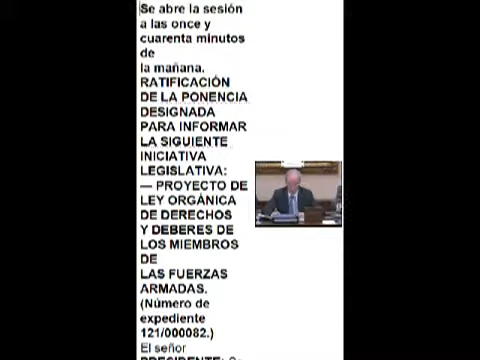 Se abre la sesión
a las once y
cuarenta minutos
de
la mañana.
RATIFICACIÓN
DE LA PONENCIA
DESIGNADA
PARA INFORMAR
LA SIGUIENTE
INICIATIVA
LEGISLATIVA:
— PROYECTO DE
LEY ORGÁNICA
DE DERECHOS
Y DEBERES DE
LOS MIEMBROS
DE
LAS FUERZAS
ARMADAS.
(Número de
expediente
121/000082.)
El señor
PRESIDENTE: Se